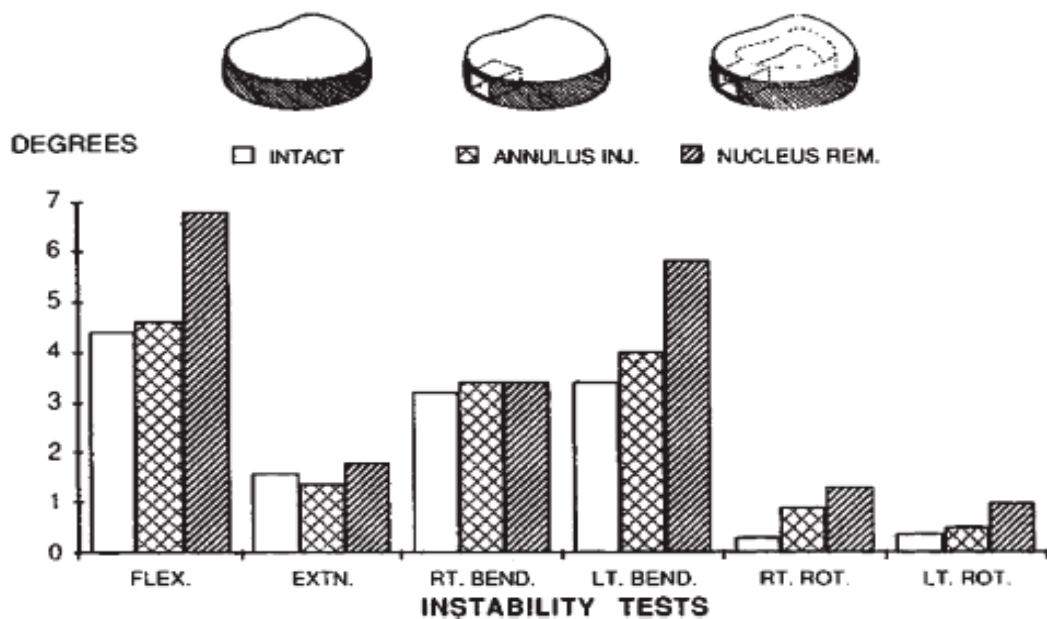 DEGREES
INTACT ANNULUS INJ. NUCLEUS REM.
7
6
5
4
3
2
1
0
FLEX. EXTN. RT. BEND. LT. BEND. RT. ROT. LT. ROT.
INSTABILITY TESTS